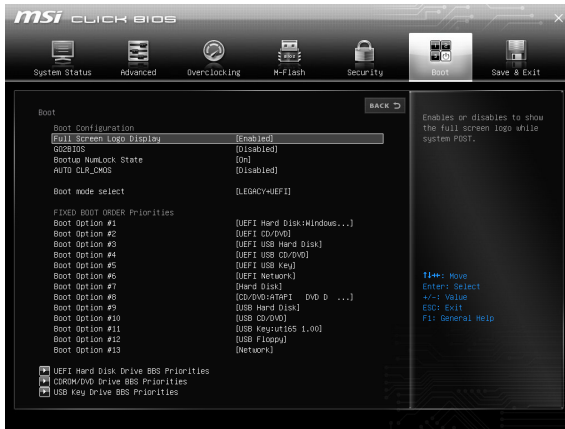 msi CLICK BIOS
System Status Advanced Overclocking M-Flash Security Boot Save & Exit
BACK
Boot
Boot Configuration
Full Screen Logo Display [Enabled]
GO2BIOS [Disabled]
Bootup NumLock State [On]
AUTO CLR_CMOS [Disabled]
Boot mode select [LEGACY+UEFI]
FIXED BOOT ORDER Priorities
Boot Option #1 [UEFI Hard Disk:Windows...]
Boot Option #2 [UEFI CD/DVD]
Boot Option #3 [UEFI USB Hard Disk]
Boot Option #4 [UEFI USB CD/DVD]
Boot Option #5 [UEFI USB Key]
Boot Option #6 [UEFI Network]
Boot Option #7 [Hard Disk]
Boot Option #8 [CD/DVD:ATAPI DVD D ...]
Boot Option #9 [USB Hard Disk]
Boot Option #10 [USB CD/DVD]
Boot Option #11 [USB Key:ut165 1.00]
Boot Option #12 [USB Floppy]
Boot Option #13 [Network]
UEFI Hard Disk Drive BBS Priorities
CDROM/DVD Drive BBS Priorities
USB Key Drive BBS Priorities
Enables or disables to show
the full screen logo while
system POST.
↑↓←→: Move
Enter: Select
+/-: Value
ESC: Exit
F1: General Help